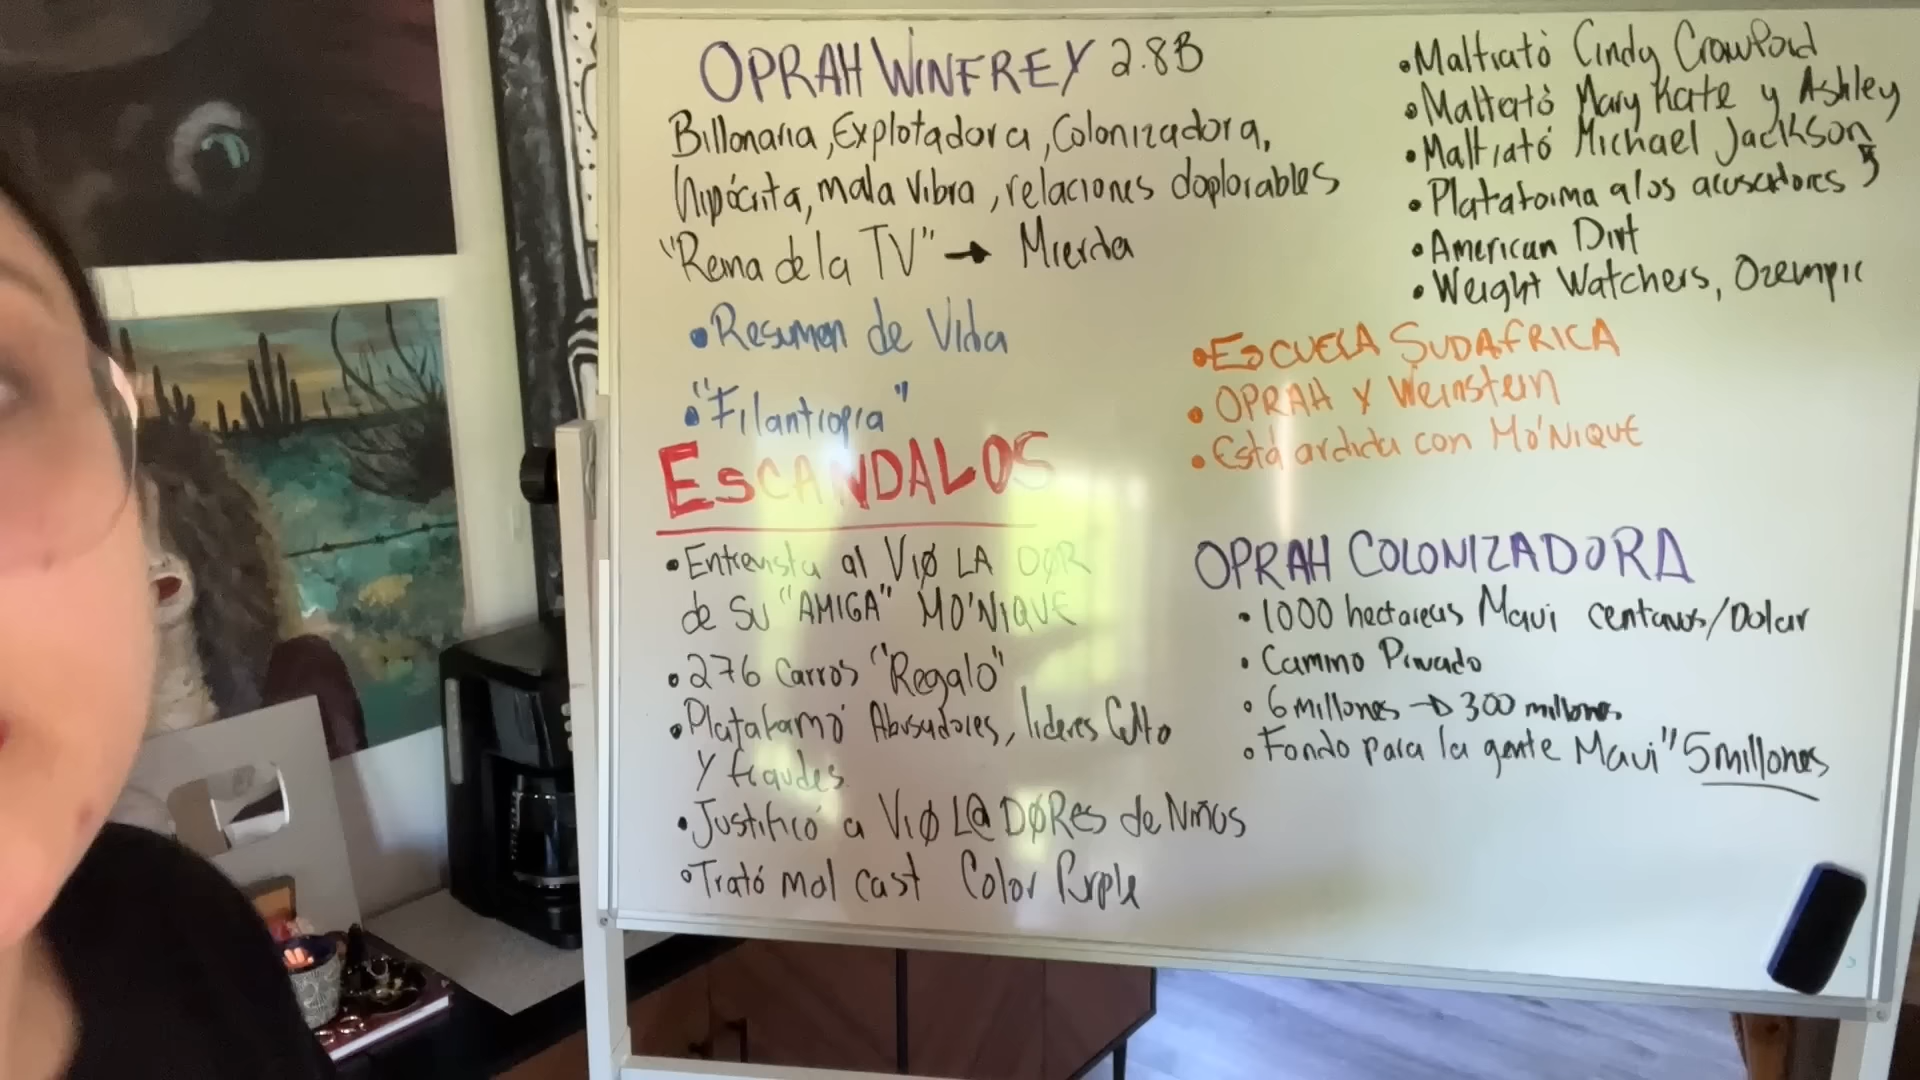 OPRAH WINFREY 2.8B
Billonaria, Explotadora, Colonizadora,
hipócrita, mala vibra, relaciones doplorables
"Reina de la TV" → Mierda
• Resumen de Vida
• "Filantropia"
ESCANDALOS
• Entrevista al VIØ LA DØR
de su "AMIGA" MO'NIQUE
• 276 Carros "Regalo"
• Plataformó Abusadores, lideres Culto
y fraudes
• Justificó a VIØ L@ DØRes de Niños
• Trató mal cast Color Purple
• Maltrató Cindy Crawford
• Maltrató Mary Kate y Ashley
• Maltrató Michael Jackson
• Plataforma a los acusadores
• American Dirt
• Weight Watchers, Ozempic
• ESCUELA SUDAFRICA
• OPRAH Y Weinstein
• Está ardida con MO'NIQUE
OPRAH COLONIZADORA
• 1000 hectareas Maui centavos/Dolar
• Camino Privado
• 6 millones → 300 millones
• Fondo para la gente Maui" 5 millones